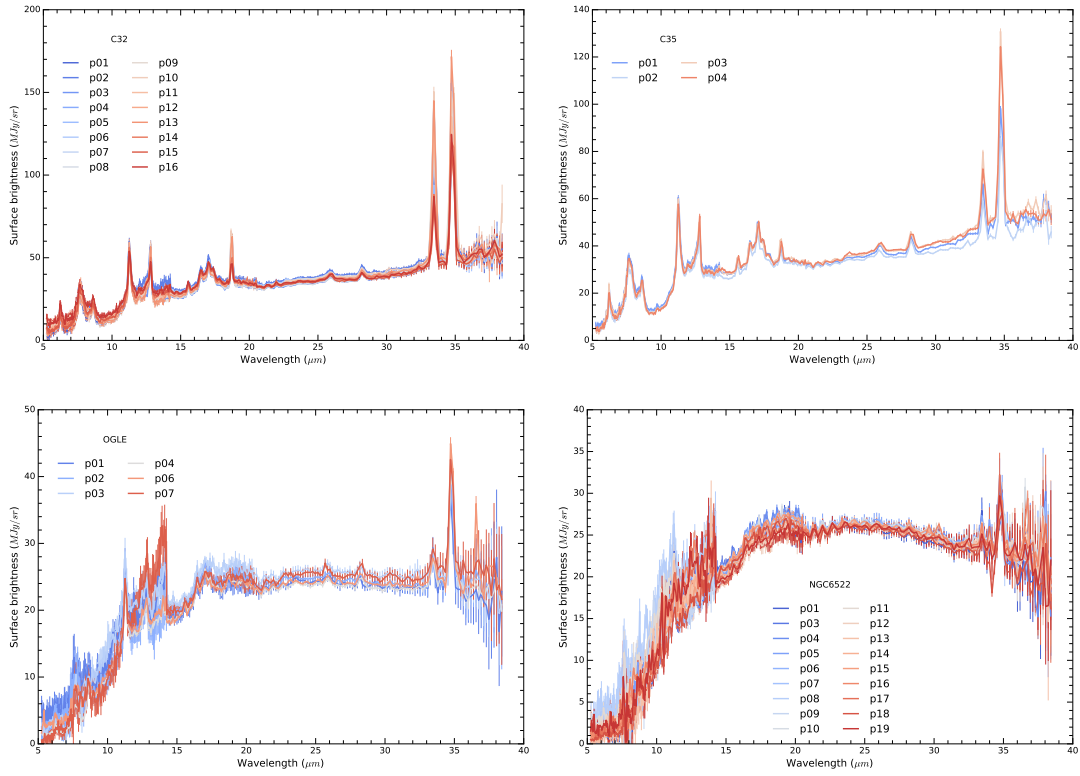 C32
p01 p09
p02 p10
p03 p11
p04 p12
p05 p13
p06 p14
p07 p15
p08 p16
Surface brightness (MJy/sr)
0 50 100 150 200
5 10 15 20 25 30 35 40
Wavelength (μm)
C35
p01 p03
p02 p04
Surface brightness (MJy/sr)
0 20 40 60 80 100 120 140
5 10 15 20 25 30 35 40
Wavelength (μm)
OGLE
p01 p04
p02 p06
p03 p07
Surface brightness (MJy/sr)
0 10 20 30 40 50
5 10 15 20 25 30 35 40
Wavelength (μm)
NGC6522
p01 p11
p03 p12
p04 p13
p05 p14
p06 p15
p07 p16
p08 p17
p09 p18
p10 p19
Surface brightness (MJy/sr)
0 5 10 15 20 25 30 35 40
5 10 15 20 25 30 35 40
Wavelength (μm)